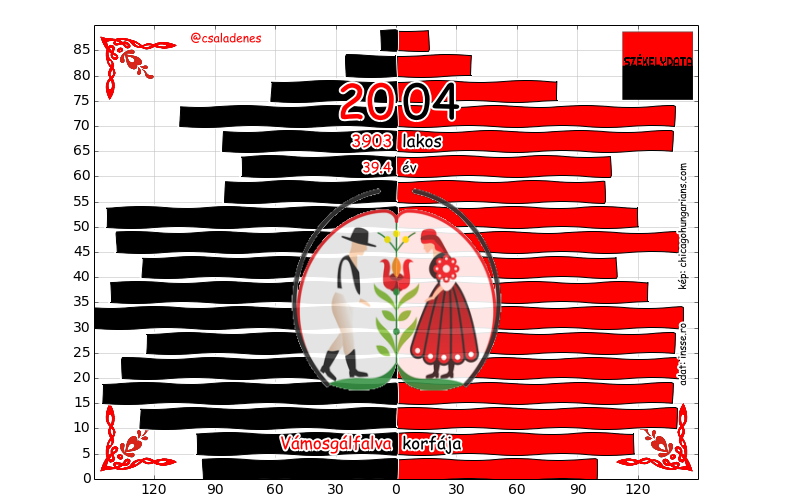 @csaladenes
SZÉKELYDATA
2004
3903 lakos
39.4 év
kép: chicagohungarians.com
adat: insse.ro
Vámosgálfalva korfája
85
80
75
70
65
60
55
50
45
40
35
30
25
20
15
10
5
0
120 90 60 30 0 30 60 90 120